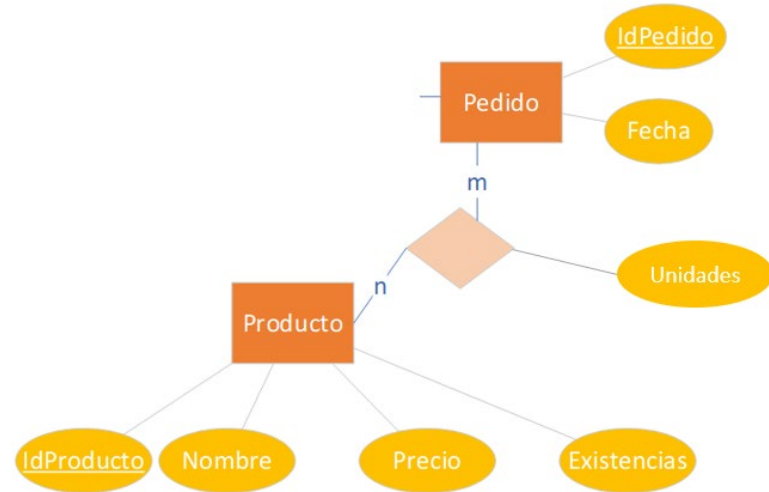 IdPedido
Pedido
Fecha
m
Unidades
n
Producto
IdProducto
Nombre
Precio
Existencias